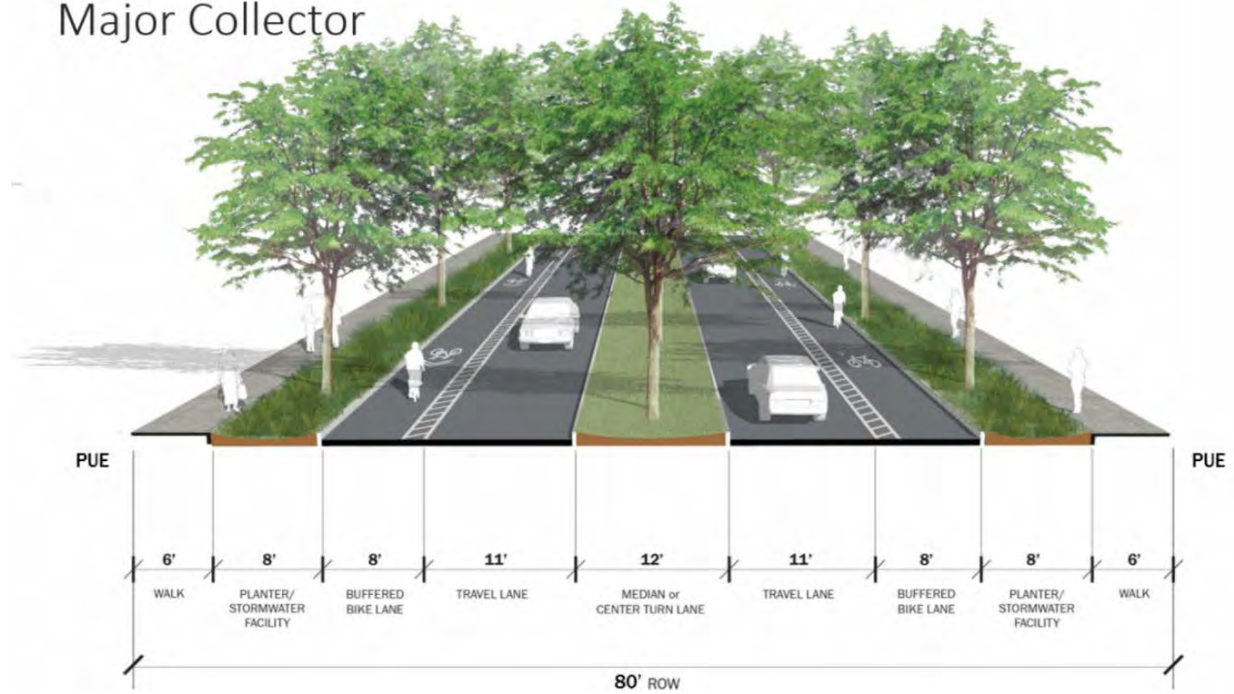 Major Collector
PUE
PUE
6'
8'
8'
11'
12'
11'
8'
8'
6'
WALK
PLANTER/
STORMWATER
FACILITY
BUFFERED
BIKE LANE
TRAVEL LANE
MEDIAN or
CENTER TURN LANE
TRAVEL LANE
BUFFERED
BIKE LANE
PLANTER/
STORMWATER
FACILITY
WALK
80' ROW